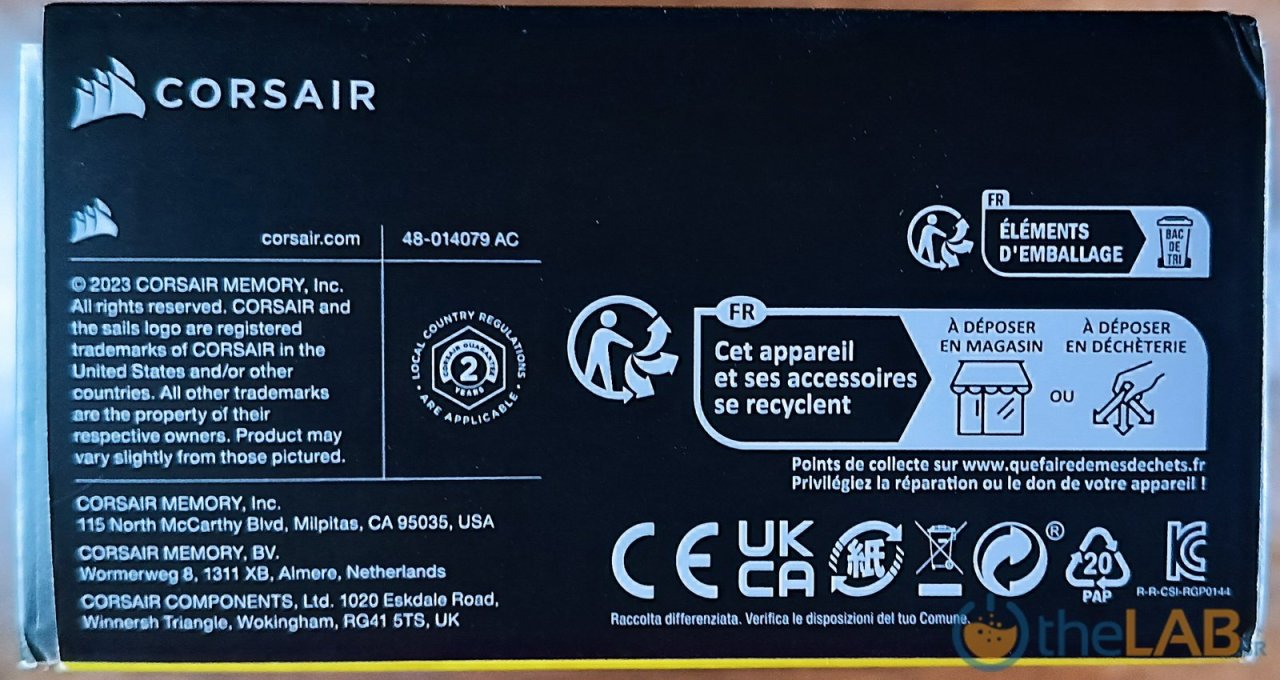 CORSAIR
corsair.com
48-014079 AC
© 2023 CORSAIR MEMORY, Inc.
All rights reserved. CORSAIR and
the sails logo are registered
trademarks of CORSAIR in the
United States and/or other
countries. All other trademarks
are the property of their
respective owners. Product may
vary slightly from those pictured.
LOCAL COUNTRY REGULATIONS
CORSAIR GUARANTEE
2
YEARS
• ARE APPLICABLE •
CORSAIR MEMORY, Inc.
115 North McCarthy Blvd, Milpitas, CA 95035, USA
CORSAIR MEMORY, BV.
Wormerweg 8, 1311 XB, Almere, Netherlands
CORSAIR COMPONENTS, Ltd. 1020 Eskdale Road,
Winnersh Triangle, Wokingham, RG41 5TS, UK
FR
ÉLÉMENTS
D'EMBALLAGE
BAC
DE
TRI
FR
Cet appareil
et ses accessoires
se recyclent
À DÉPOSER
EN MAGASIN
OU
À DÉPOSER
EN DÉCHÈTERIE
Points de collecte sur www.quefairedemesdechets.fr
Privilégiez la réparation ou le don de votre appareil !
CE
UK
CA
紙
®
20
PAP
R-R-CSI-RGP0144
Raccolta differenziata. Verifica le disposizioni del tuo Comune.
theLAB.GR